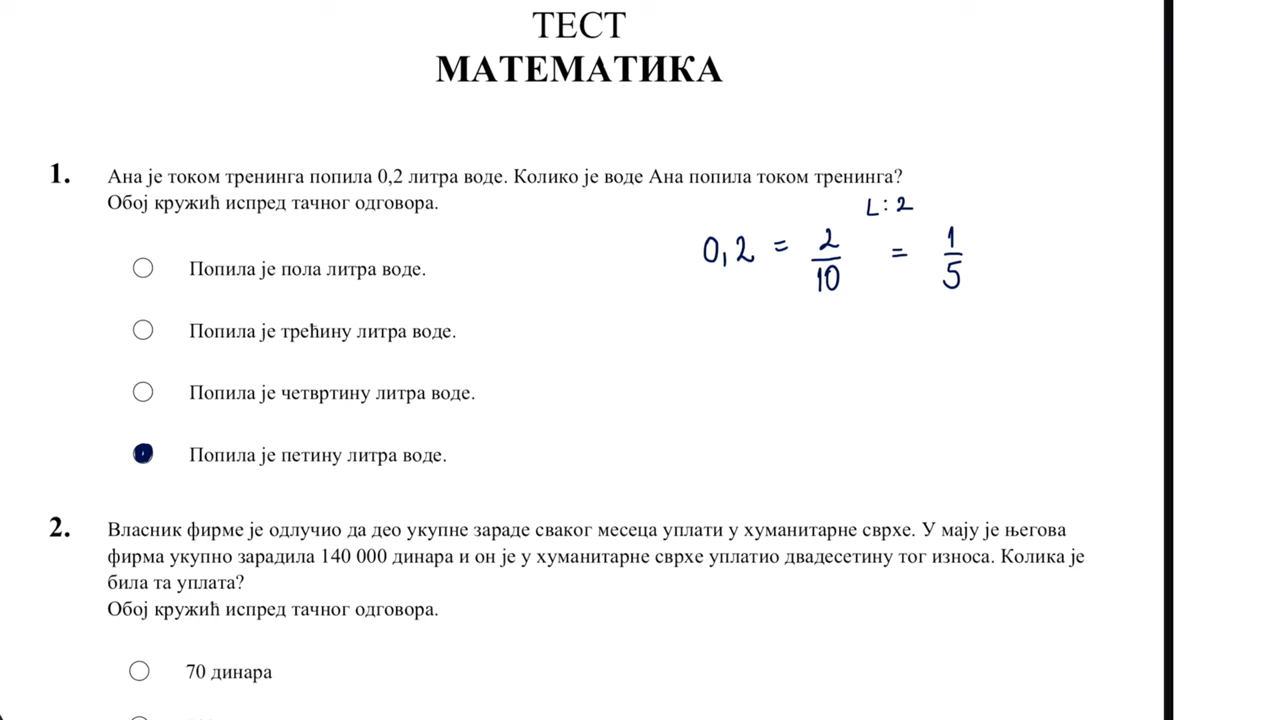 ТЕСТ
МАТЕМАТИКА
1. Ана је током тренинга попила 0,2 литра воде. Колико је воде Ана попила током тренинга?
Обој кружић испред тачног одговора.
L:2
0,2 = 2/10 = 1/5
Попила је пола литра воде.
Попила је трећину литра воде.
Попила је четвртину литра воде.
Попила је петину литра воде.
2. Власник фирме је одлучио да део укупне зараде сваког месеца уплати у хуманитарне сврхе. У мају је његова
фирма укупно зарадила 140 000 динара и он је у хуманитарне сврхе уплатио двадесетину тог износа. Колика је
била та уплата?
Обој кружић испред тачног одговора.
70 динара